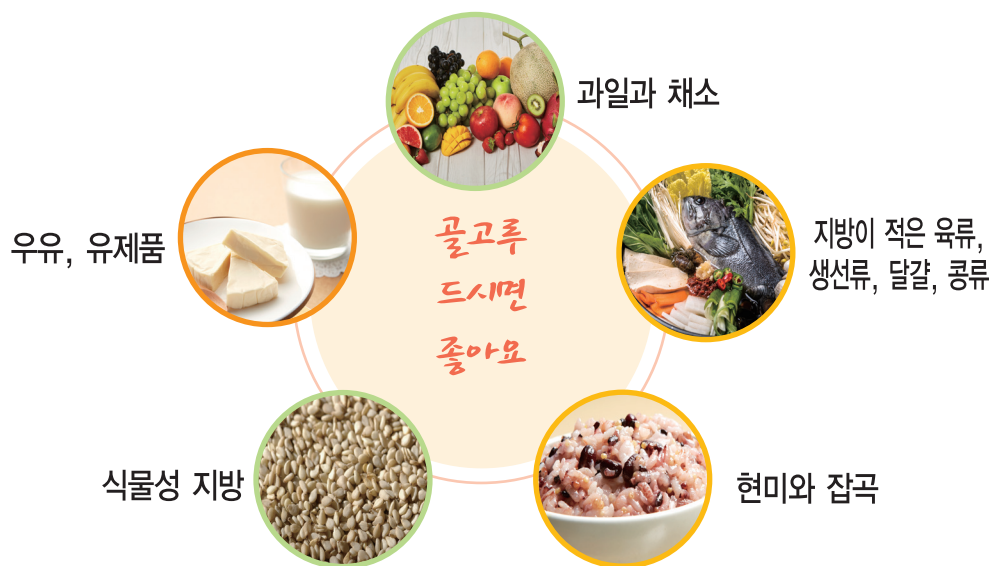 과일과 채소
우유, 유제품
지방이 적은 육류,
생선류, 달걀, 콩류
골고루
드시면
좋아요
식물성 지방
현미와 잡곡